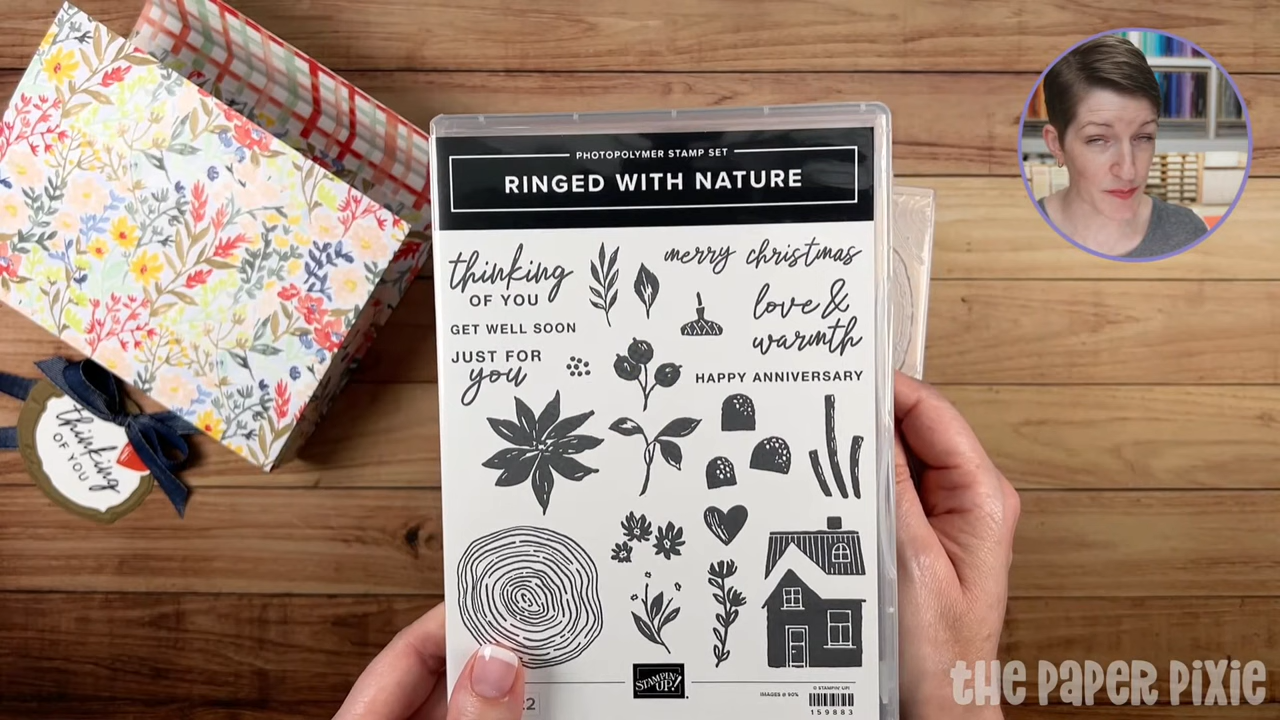 PHOTOPOLYMER STAMP SET
RINGED WITH NATURE
thinking
OF YOU
GET WELL SOON
JUST FOR
you
merry christmas
love &
warmth
HAPPY ANNIVERSARY
STAMPIN' UP!
IMAGES @ 90%
© STAMPIN' UP!
159883
thinking
OF YOU
THE PAPER PIXIE